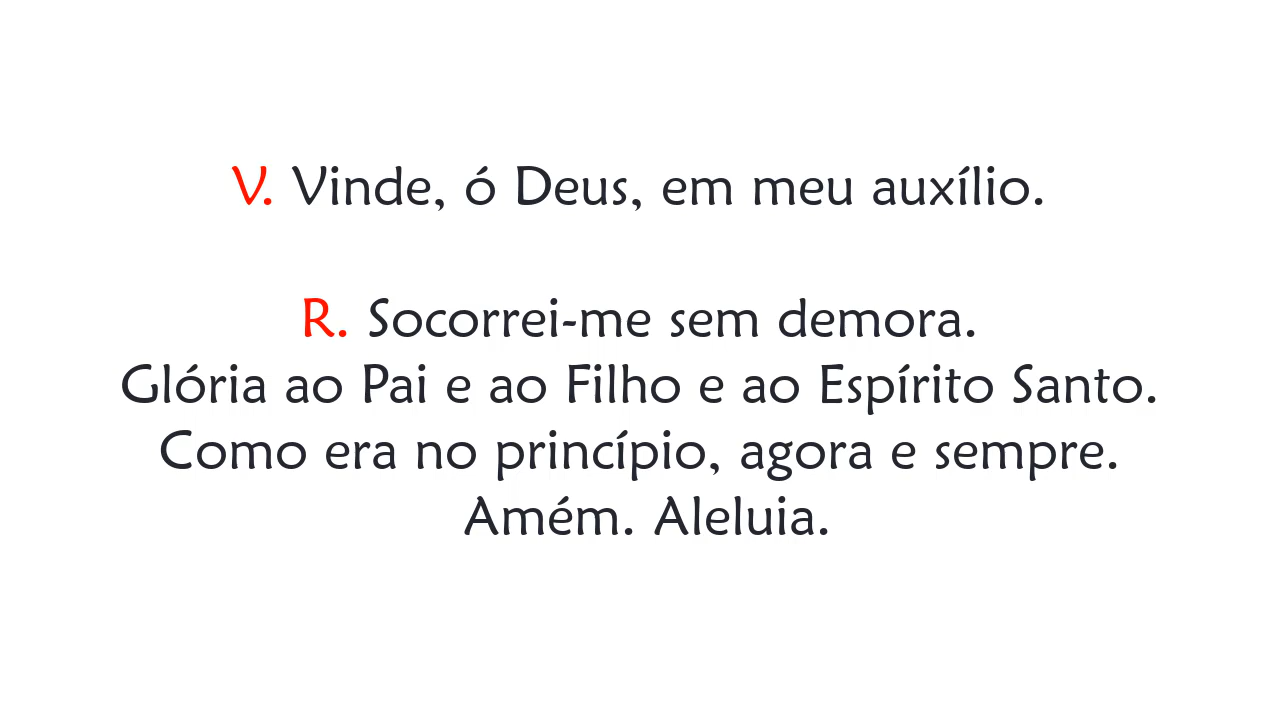 V. Vinde, ó Deus, em meu auxílio.
R. Socorrei-me sem demora.
Glória ao Pai e ao Filho e ao Espírito Santo.
Como era no princípio, agora e sempre.
Amém. Aleluia.